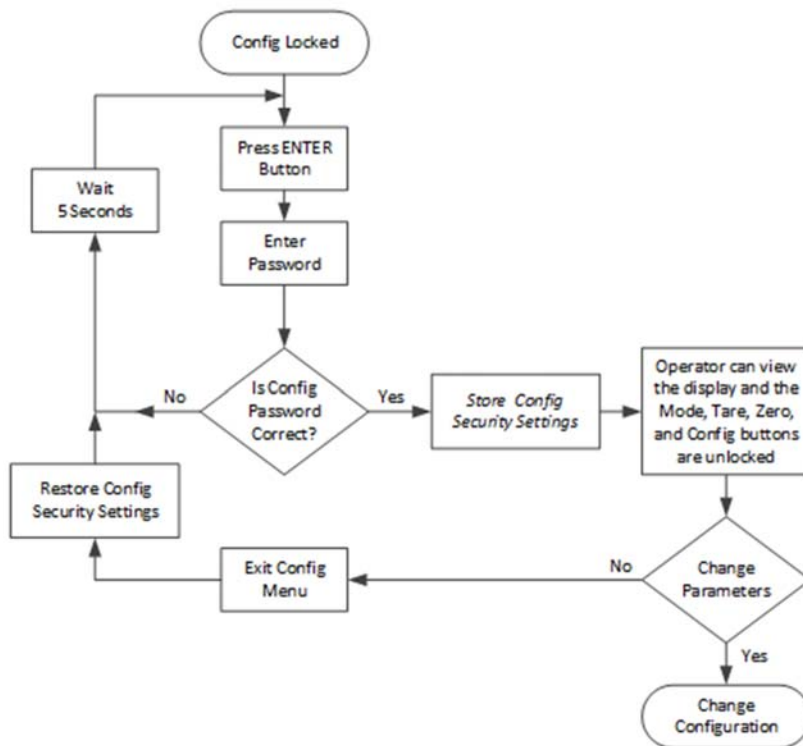 Config Locked
Press ENTER
Button
Wait
5 Seconds
Enter
Password
No
Is Config
Password
Correct?
Yes
Store Config
Security Settings
Operator can view
the display and the
Mode, Tare, Zero,
and Config buttons
are unlocked
Restore Config
Security Settings
Exit Config
Menu
No
Change
Parameters
Yes
Change
Configuration